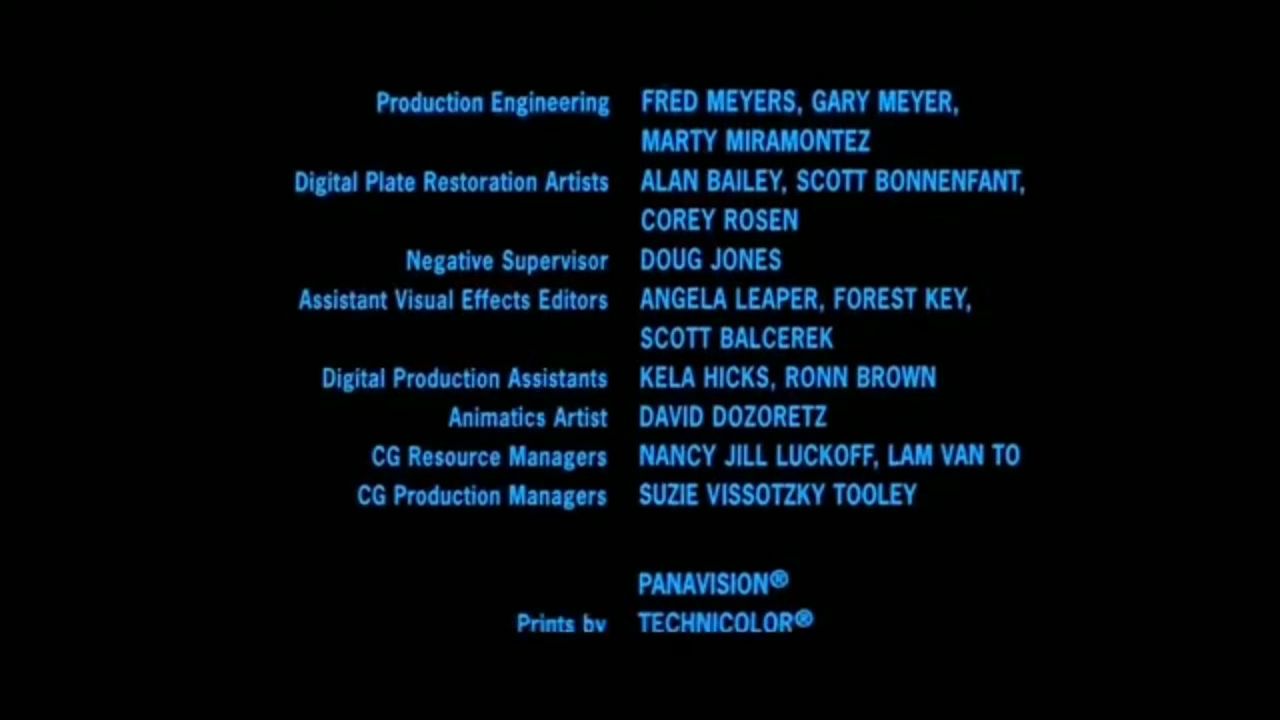 Production Engineering FRED MEYERS, GARY MEYER,
MARTY MIRAMONTEZ
Digital Plate Restoration Artists ALAN BAILEY, SCOTT BONNENFANT,
COREY ROSEN
Negative Supervisor DOUG JONES
Assistant Visual Effects Editors ANGELA LEAPER, FOREST KEY,
SCOTT BALCEREK
Digital Production Assistants KELA HICKS, RONN BROWN
Animatics Artist DAVID DOZORETZ
CG Resource Managers NANCY JILL LUCKOFF, LAM VAN TO
CG Production Managers SUZIE VISSOTZKY TOOLEY
PANAVISION®
Prints by TECHNICOLOR®